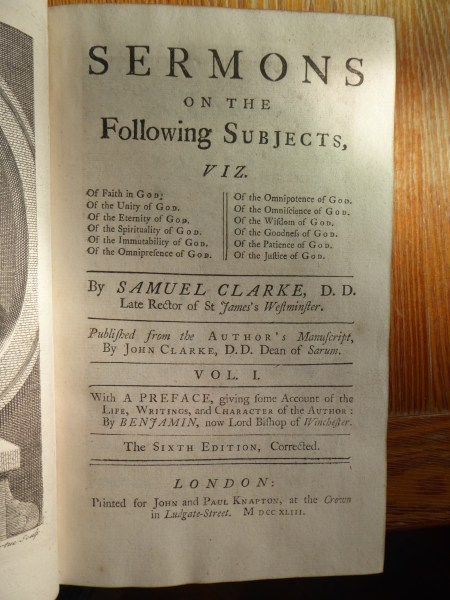 SERMONS
ON THE
Following SUBJECTS,
VIZ.
Of Faith in GOD;
Of the Unity of GOD.
Of the Eternity of GOD.
Of the Spirituality of GOD.
Of the Immutability of GOD.
Of the Omnipresence of GOD.
Of the Omnipotence of GOD.
Of the Omniscience of GOD.
Of the Wiſdom of GOD.
Of the Goodneſs of GOD.
Of the Patience of GOD.
Of the Juſtice of GOD.
By SAMUEL CLARKE, D. D.
Late Rector of St James's Weſtminſter.
Publiſhed from the AUTHOR'S Manuſcript,
By JOHN CLARKE, D.D. Dean of Sarum.
VOL. I.
With A PREFACE, giving ſome Account of the
LIFE, WRITINGS, and CHARACTER of the AUTHOR:
By BENJAMIN, now Lord Biſhop of Wincheſter.
The SIXTH EDITION, Corrected.
LONDON:
Printed for JOHN and PAUL KNAPTON, at the Crown
in Ludgate-Street. MDCCXLIII.